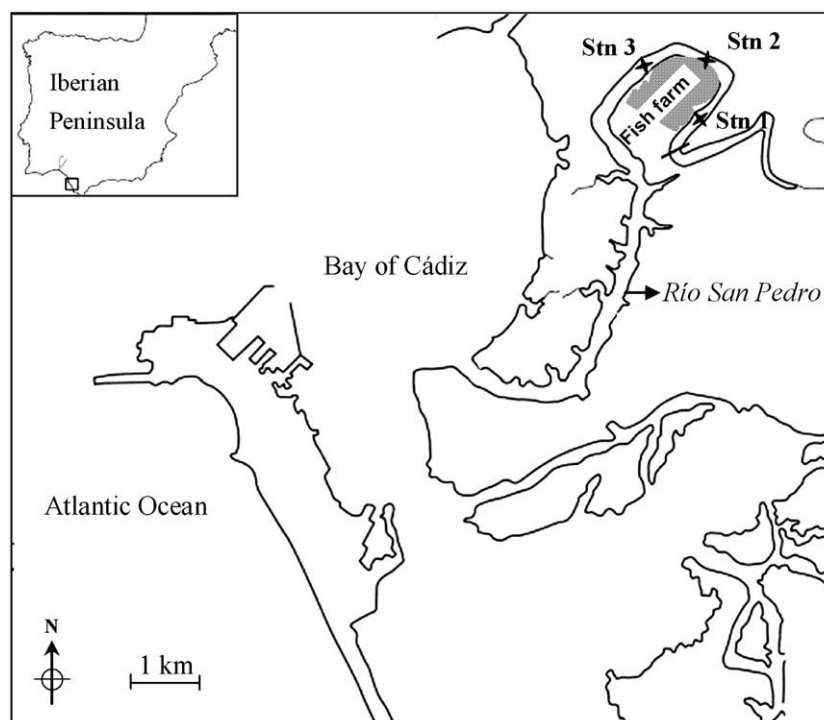 Iberian
Peninsula
Stn 3
Stn 2
Fish farm
Stn 1
Bay of Cádiz
Río San Pedro
Atlantic Ocean
N
1 km